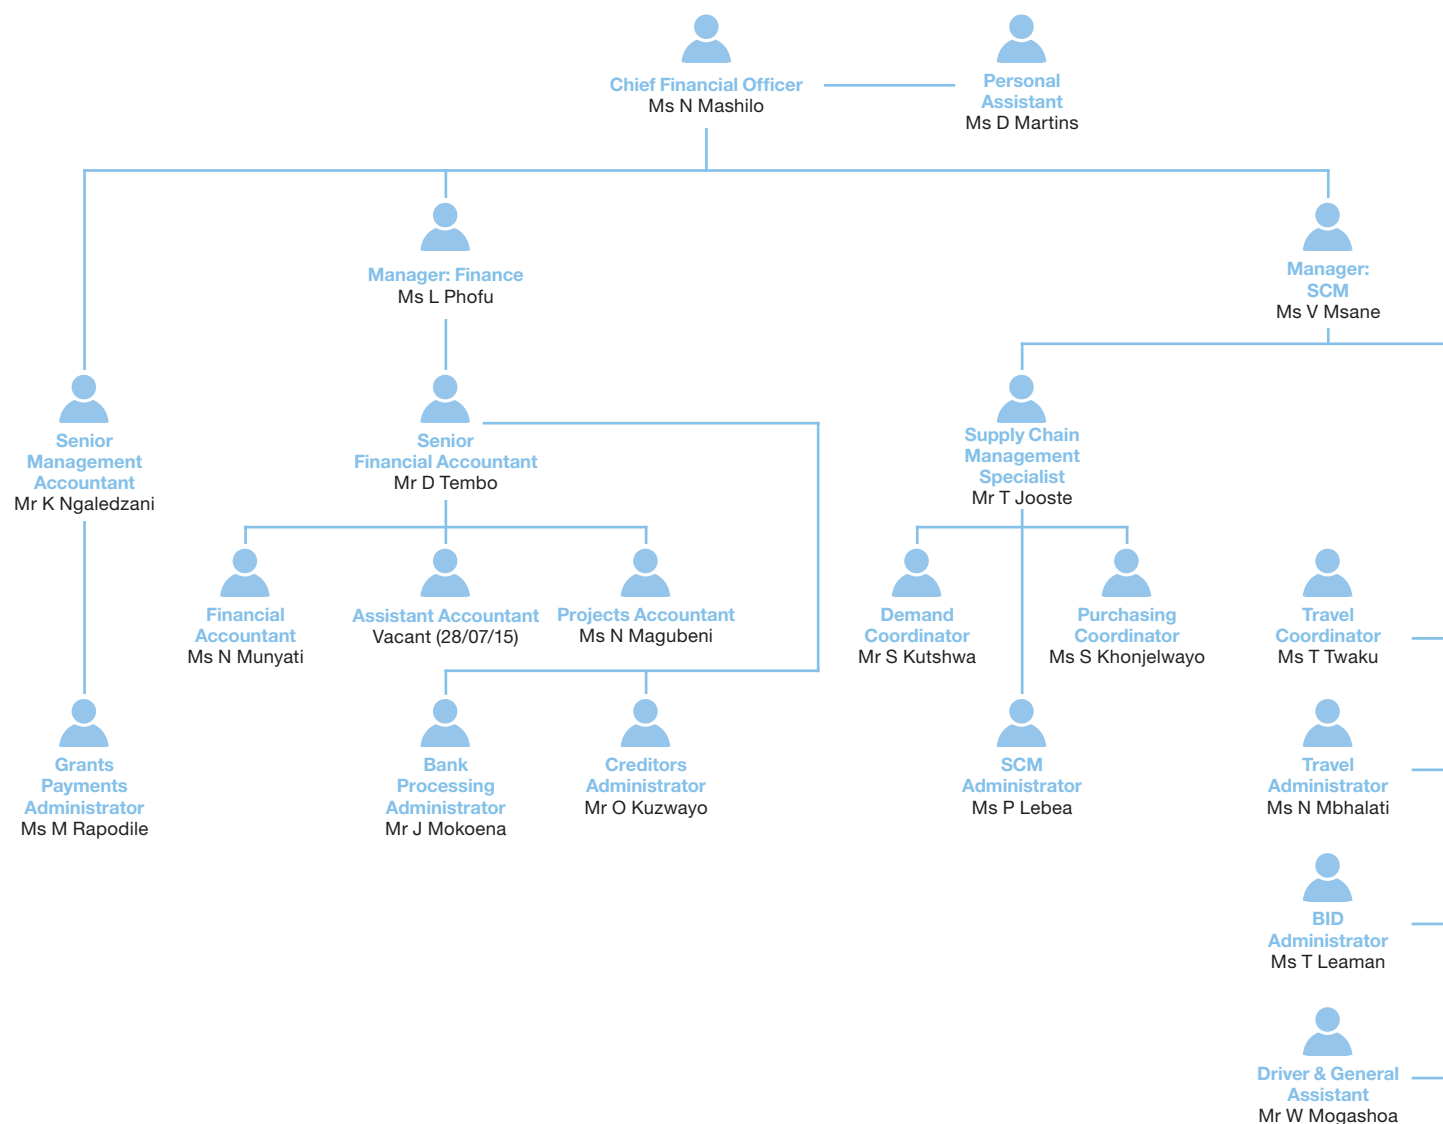 Chief Financial Officer
Ms N Mashilo
Personal
Assistant
Ms D Martins
Manager: Finance
Ms L Phofu
Manager:
SCM
Ms V Msane
Senior
Management
Accountant
Mr K Ngaledzani
Senior
Financial Accountant
Mr D Tembo
Supply Chain
Management
Specialist
Mr T Jooste
Financial
Accountant
Ms N Munyati
Assistant Accountant
Vacant (28/07/15)
Projects Accountant
Ms N Magubeni
Demand
Coordinator
Mr S Kutshwa
Purchasing
Coordinator
Ms S Khonjelwayo
Travel
Coordinator
Ms T Twaku
Grants
Payments
Administrator
Ms M Rapodile
Bank
Processing
Administrator
Mr J Mokoena
Creditors
Administrator
Mr O Kuzwayo
SCM
Administrator
Ms P Lebea
Travel
Administrator
Ms N Mbhalati
BID
Administrator
Ms T Leaman
Driver & General
Assistant
Mr W Mogashoa